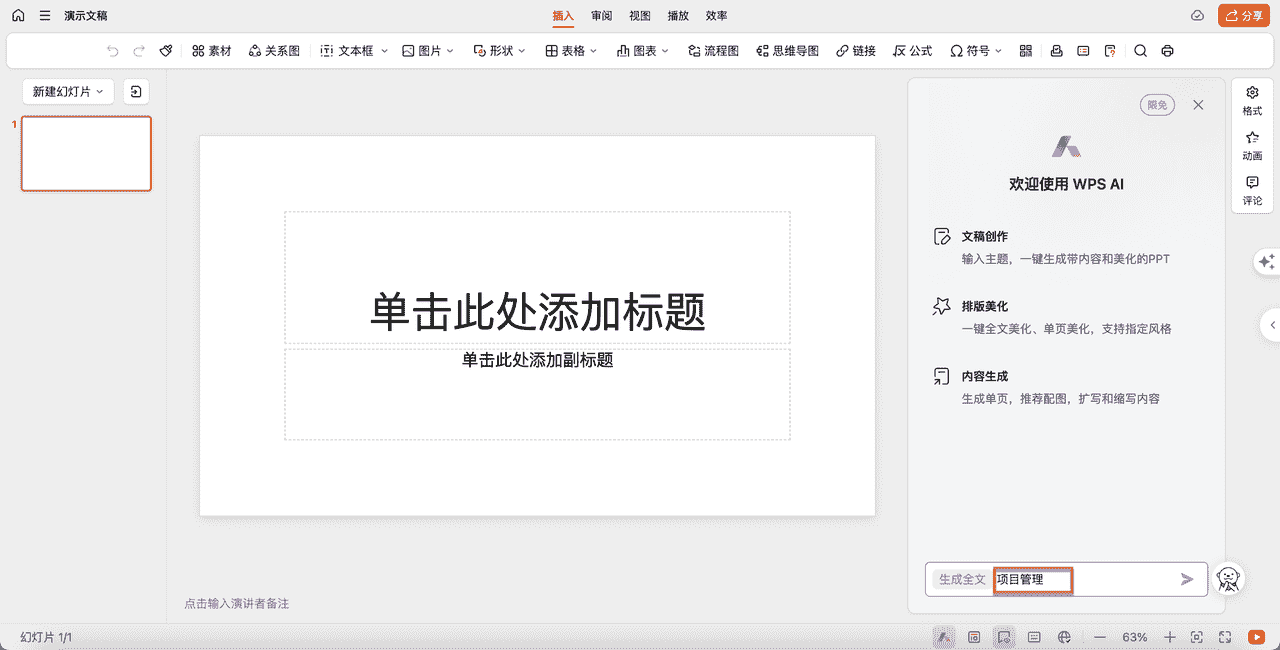 演示文稿
插入 审阅 视图 播放 效率
分享
素材 关系图 文本框 图片 形状 表格 图表 流程图 思维导图 链接 公式 符号
新建幻灯片
1
单击此处添加标题
单击此处添加副标题
点击输入演讲者备注
限免
欢迎使用 WPS AI
文稿创作
输入主题，一键生成带内容和美化的PPT
排版美化
一键全文美化、单页美化，支持指定风格
内容生成
生成单页，推荐配图，扩写和缩写内容
生成全文 项目管理
格式
动画
评论
幻灯片 1/1
63%